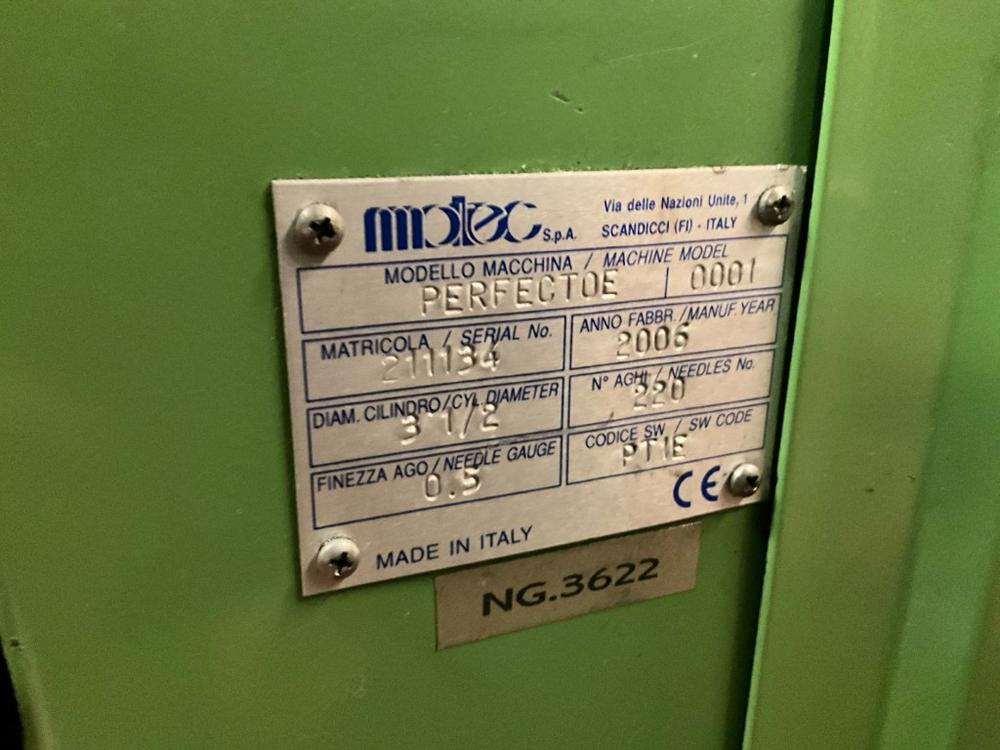 motec S.p.A.
Via delle Nazioni Unite, 1
SCANDICCI (FI) - ITALY
MODELLO MACCHINA / MACHINE MODEL
PERFECTOE 0001
MATRICOLA / SERIAL No.
211134
ANNO FABBR./MANUF. YEAR
2006
DIAM. CILINDRO/CYL.DIAMETER
3 1/2
N° AGHI / NEEDLES No.
220
FINEZZA AGO/NEEDLE GAUGE
0.5
CODICE SW / SW CODE
PT1E
CE
MADE IN ITALY
NG.3622